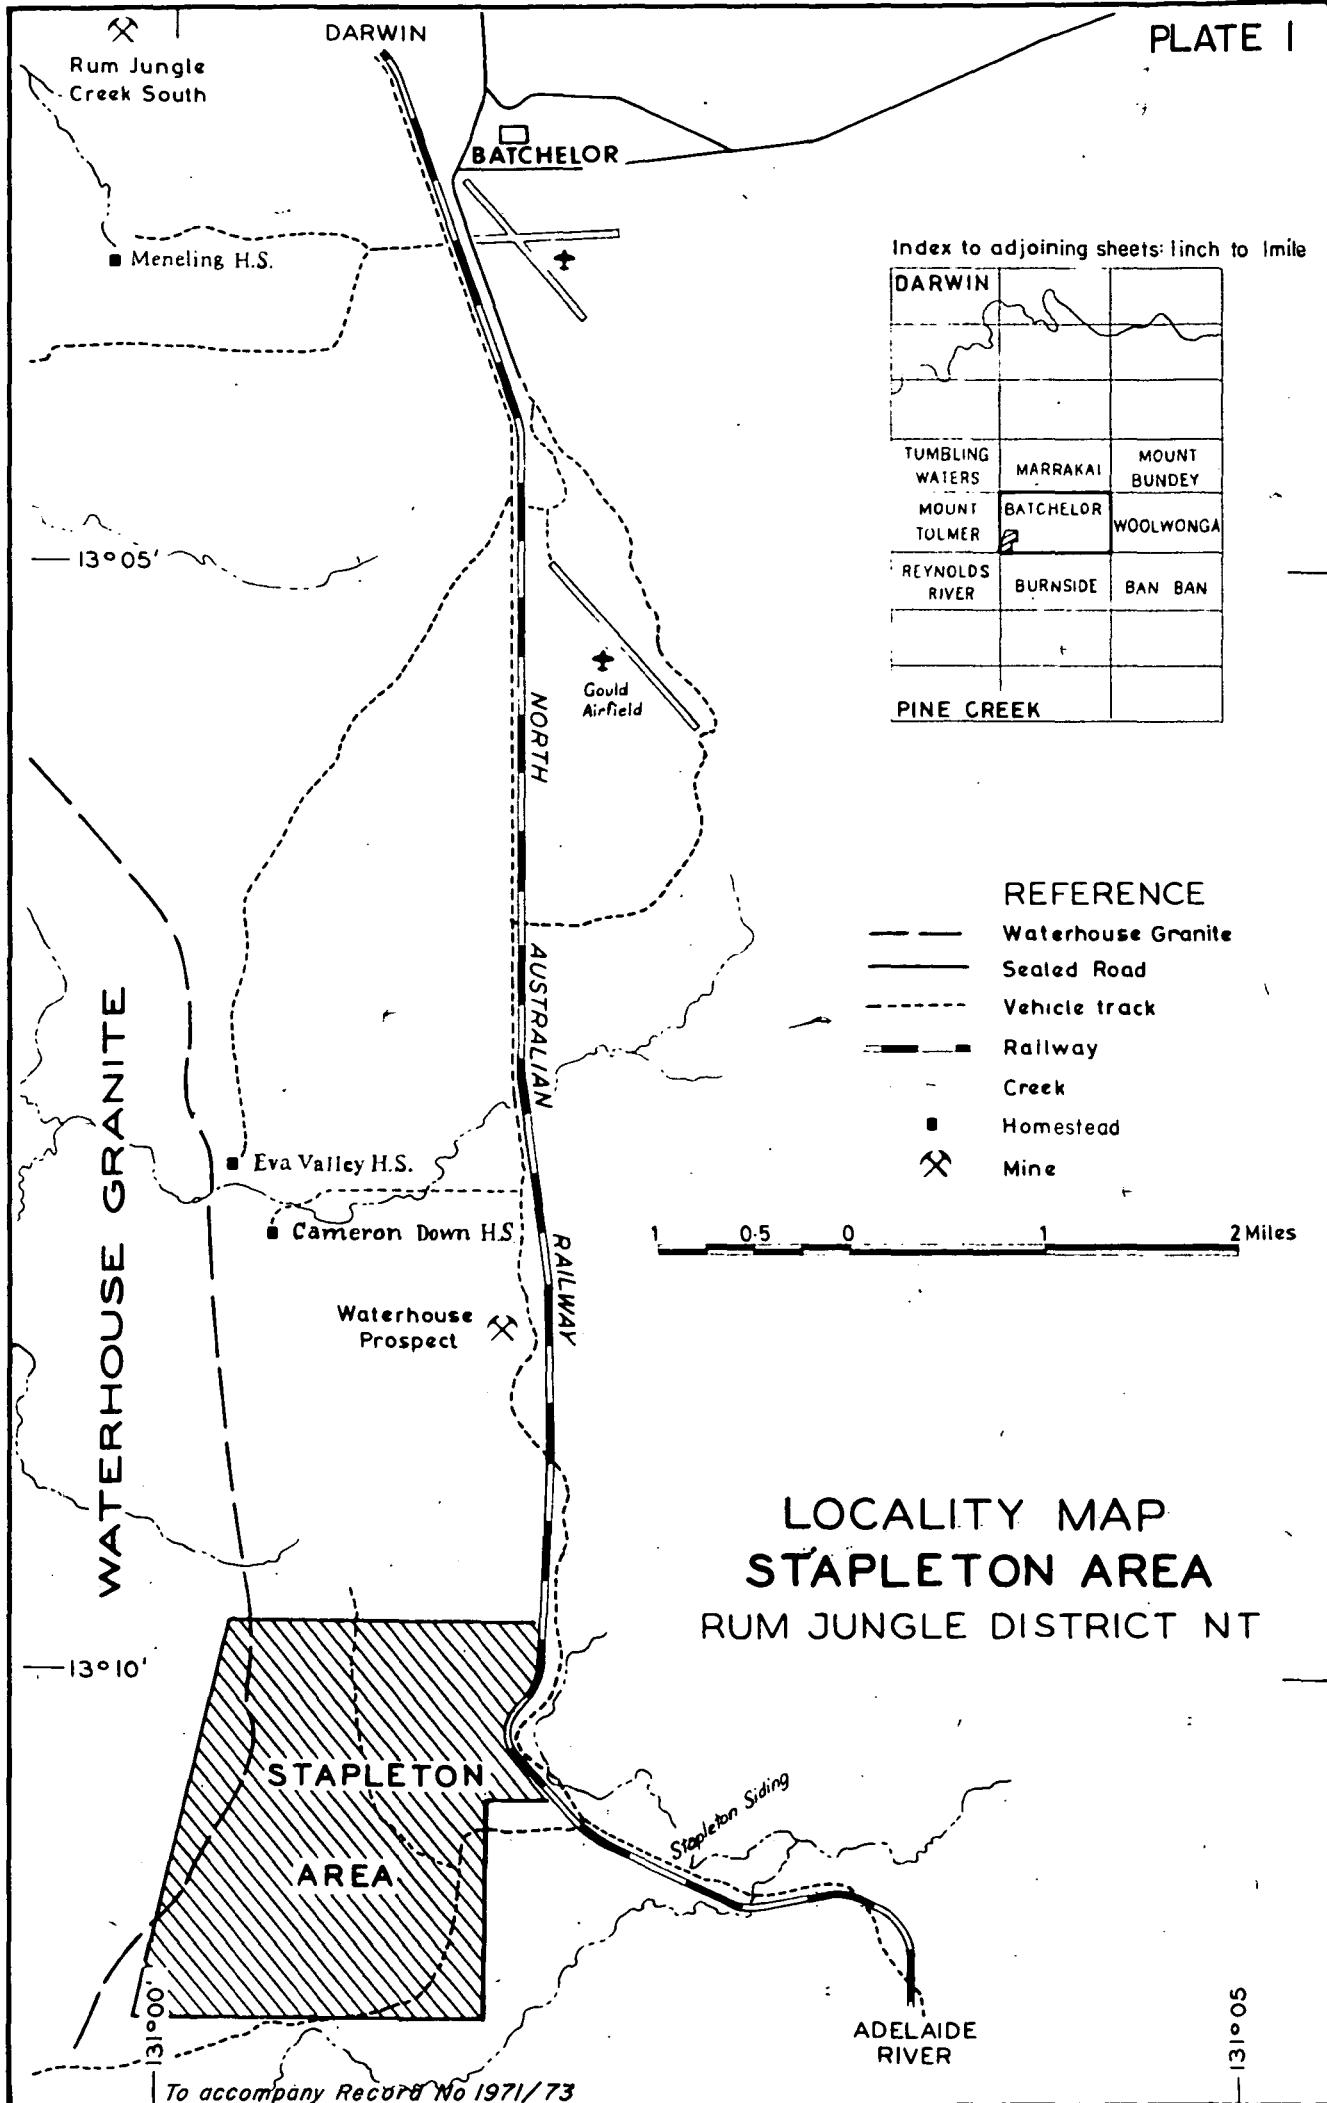 PLATE I
DARWIN
Rum Jungle
Creek South
BATCHELOR
Meneling H.S.
Index to adjoining sheets: 1inch to 1mile
DARWIN
TUMBLING
WATERS
MARRAKAI
MOUNT
BUNDEY
MOUNT
TOLMER
BATCHELOR
WOOLWONGA
REYNOLDS
RIVER
BURNSIDE
BAN BAN
PINE CREEK
13°05'
Gould
Airfield
NORTH
AUSTRALIAN
RAILWAY
REFERENCE
Waterhouse Granite
Sealed Road
Vehicle track
Railway
Creek
Homestead
Mine
1 0·5 0 1 2 Miles
WATERHOUSE GRANITE
Eva Valley H.S.
Cameron Down H.S
Waterhouse
Prospect
LOCALITY MAP
STAPLETON AREA
RUM JUNGLE DISTRICT NT
13°10'
STAPLETON
AREA
Stapleton Siding
ADELAIDE
RIVER
131°00'
131°05
To accompany Record No 1971/73